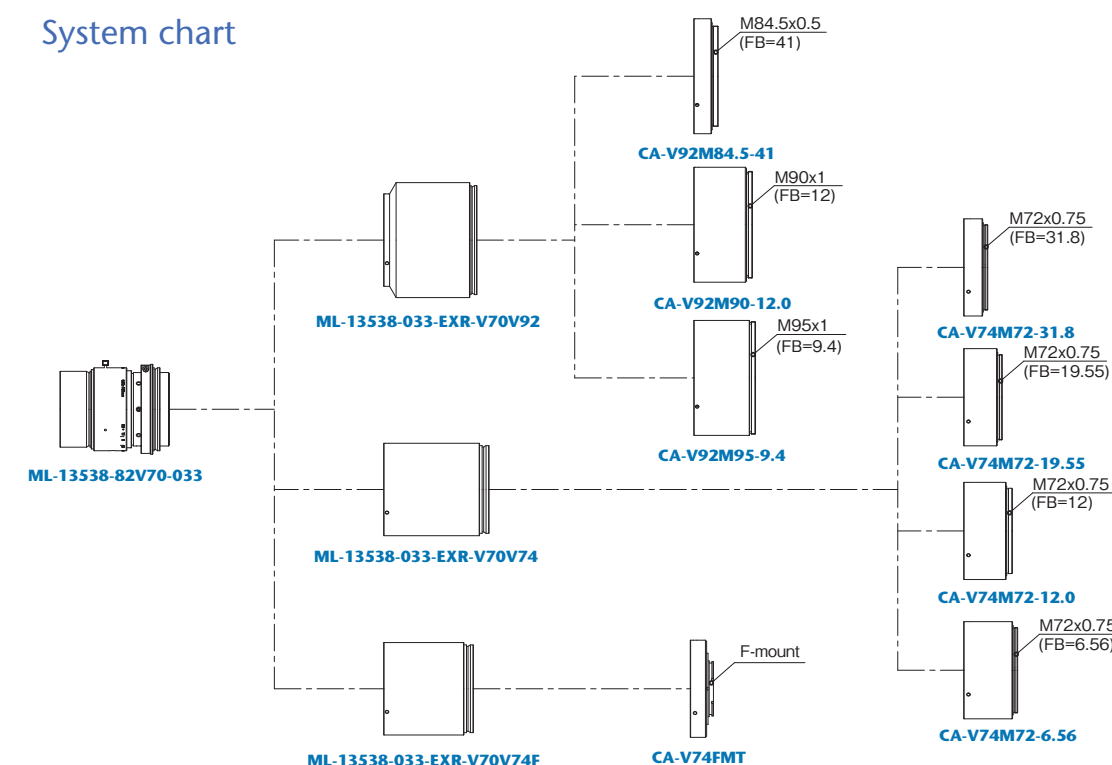 System chart
M84.5x0.5
(FB=41)
CA-V92M84.5-41
M90x1
(FB=12)
CA-V92M90-12.0
ML-13538-033-EXR-V70V92
M95x1
(FB=9.4)
CA-V92M95-9.4
M72x0.75
(FB=31.8)
CA-V74M72-31.8
M72x0.75
(FB=19.55)
CA-V74M72-19.55
ML-13538-82V70-033
M72x0.75
(FB=12)
CA-V74M72-12.0
ML-13538-033-EXR-V70V74
M72x0.75
(FB=6.56)
CA-V74M72-6.56
F-mount
CA-V74FMT
ML-13538-033-EXR-V70V74F